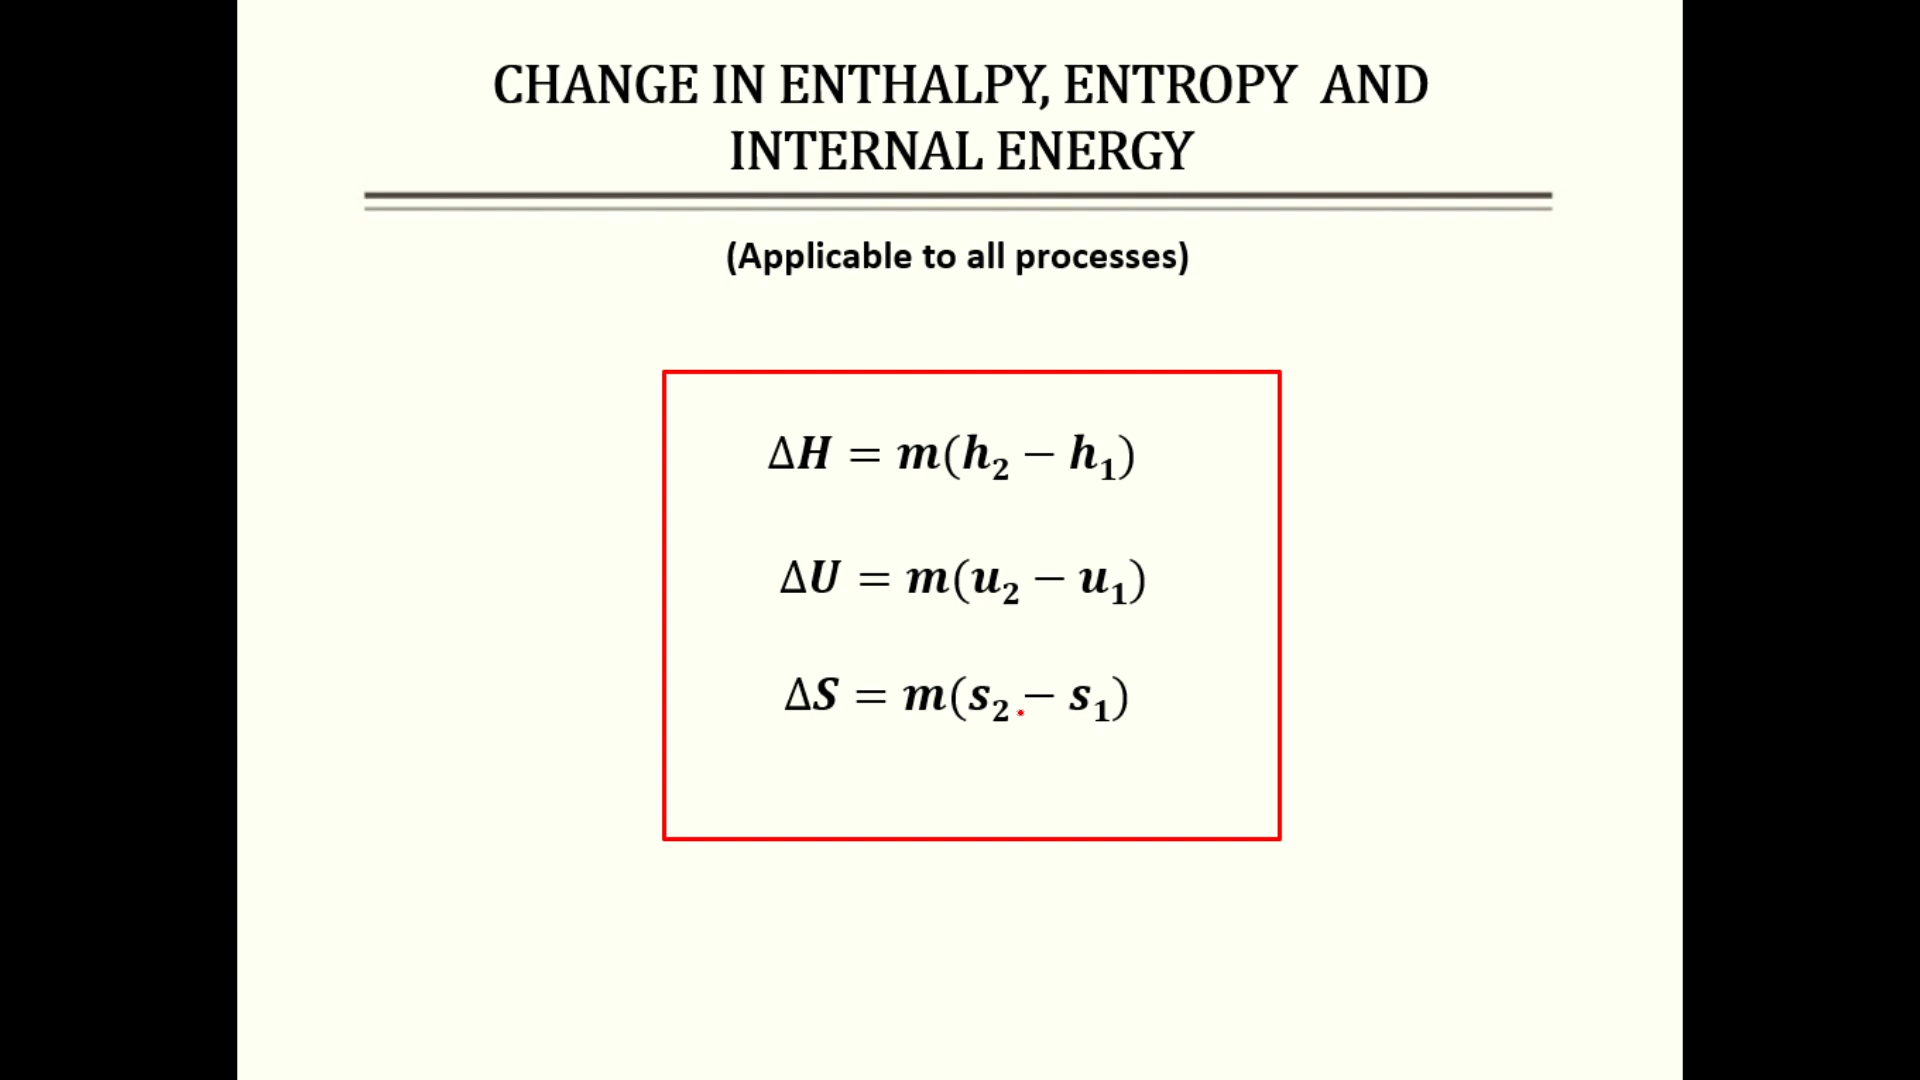 CHANGE IN ENTHALPY, ENTROPY AND
INTERNAL ENERGY
(Applicable to all processes)
ΔH = m(h₂ − h₁)
ΔU = m(u₂ − u₁)
ΔS = m(s₂ − s₁)